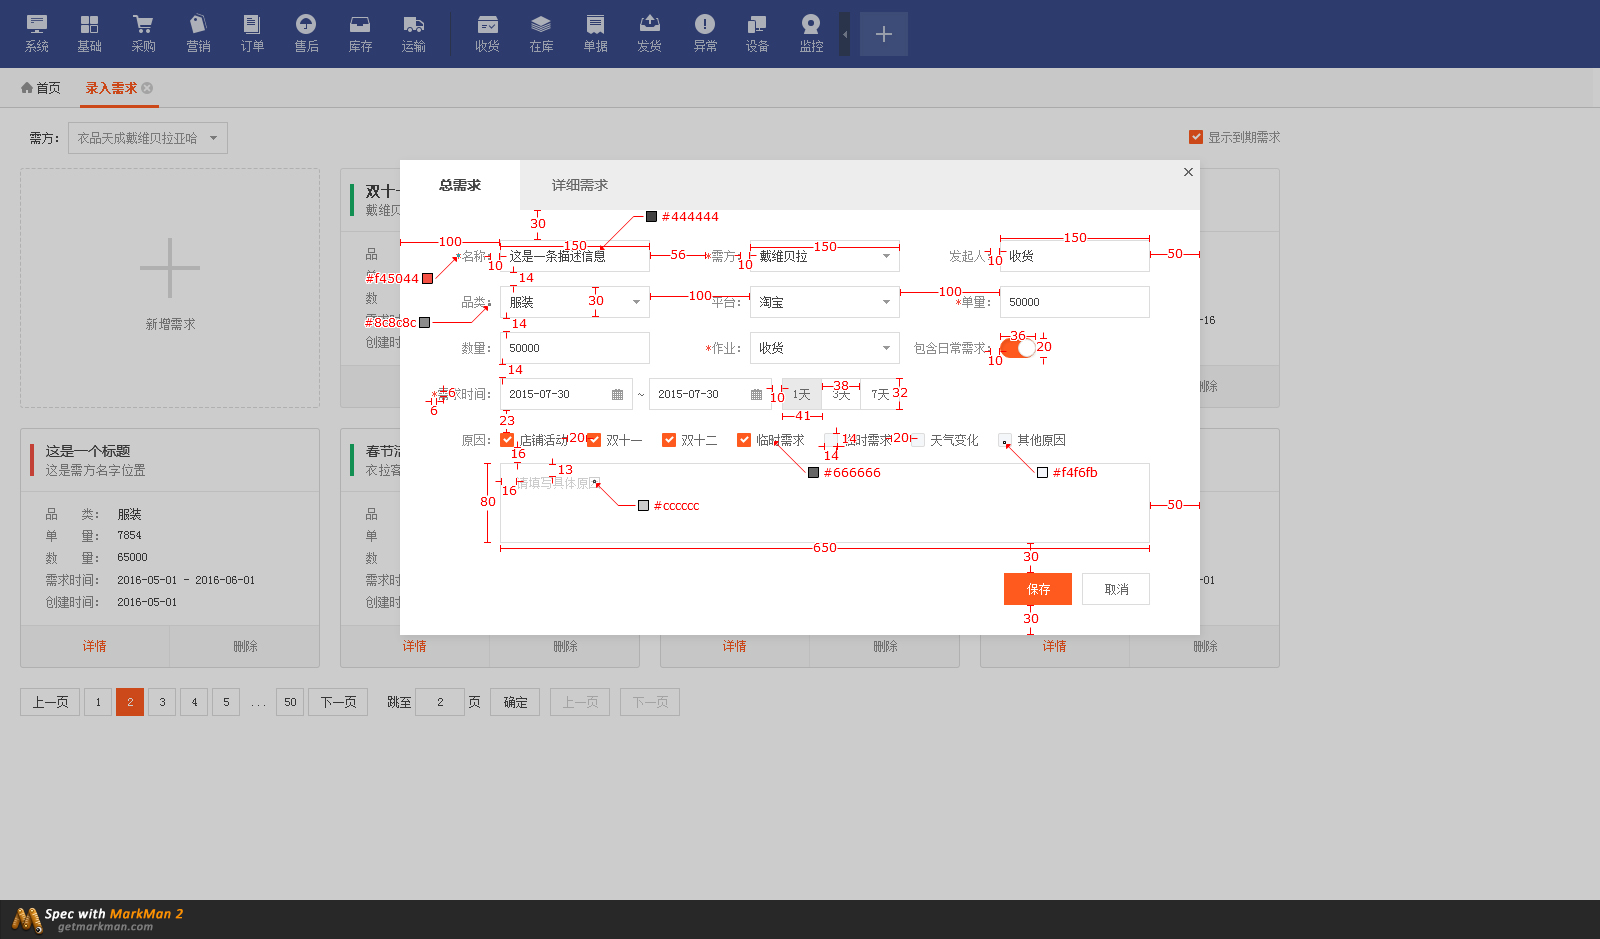 系统 基础 采购 营销 订单 售后 库存 运输 收货 在库 单据 发货 异常 设备 监控
首页 录入需求
需方： 衣品天成戴维贝拉亚哈 显示到期需求
总需求 详细需求
双十一
戴维贝
新增需求
30 #444444
100 150 150 150
*名称 10 这是一条描述信息 56 *需方 10 戴维贝拉 发起人 10 收货 50
#f45044 14
品类： 服装 30 100 平台： 淘宝 100 *单量： 50000
#8c8c8c 14
数量： 50000 *作业： 收货 包含日常需求： 10 36 20
14
*需求时间： 6 6 2015-07-30 ~ 2015-07-30 10 1天 38 3天 7天 32
23 41
原因： 店铺活动 20 双十一 双十二 临时需求 14 临时需求 20 天气变化 其他原因
16 14
13 #666666 #f4f6fb
80 16 请填写具体原因
#cccccc 50
650
30
保存 取消
30
品
单
数
需求时
创建时间：
-16
删除
这是一个标题
这是需方名字位置
品 类： 服装
单 量： 7854
数 量： 65000
需求时间： 2016-05-01 - 2016-06-01
创建时间： 2016-05-01
详情 删除
春节活
衣拉客
品
单
数
需求时
创建时
-01
详情 删除
详情 删除
详情 删除
上一页 1 2 3 4 5 ... 50 下一页 跳至 2 页 确定 上一页 下一页
Spec with MarkMan 2
getmarkman.com